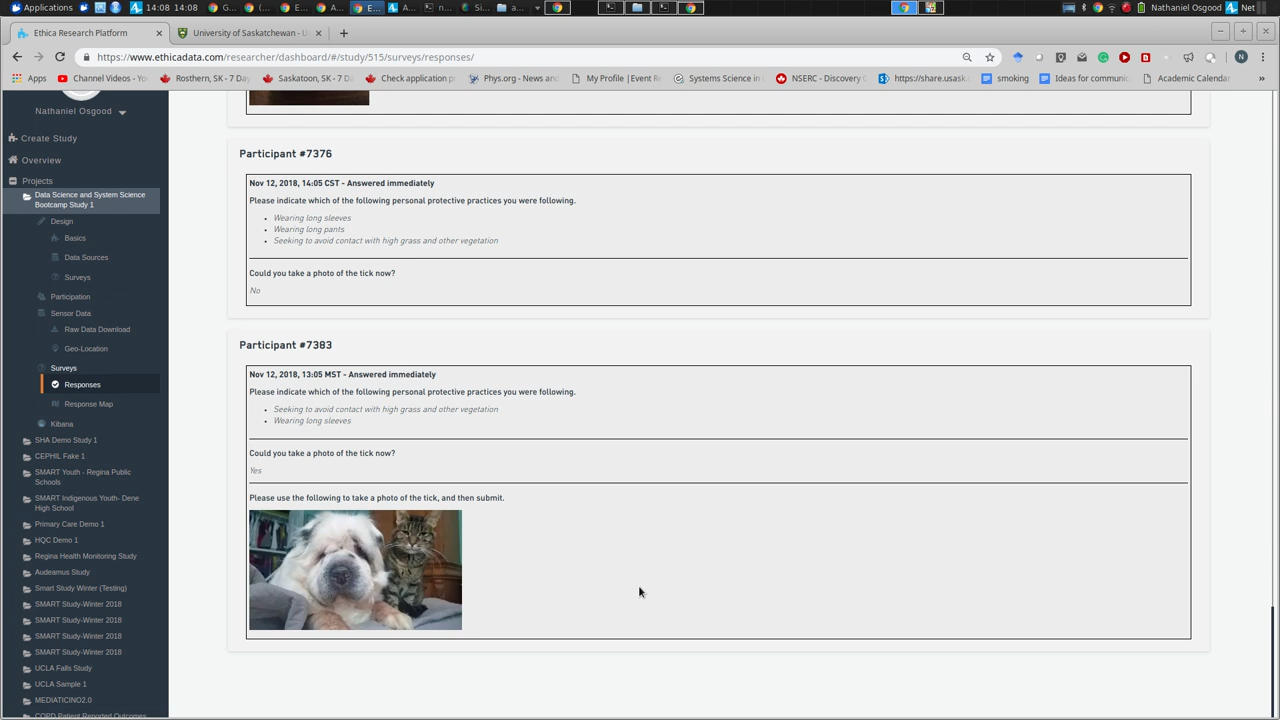 Applications
14:08 14:08
G...
(...
E...
(...
E...
A...
n...
Si...
s...
Nathaniel Osgood
Net
Ethica Research Platform
University of Saskatchewan - U
https://www.ethicadata.com/researcher/dashboard/#/study/515/surveys/responses/
N
Apps
Channel Videos - Yo
Rosthern, SK - 7 Day
Saskatoon, SK - 7 Da
Check application p
Phys.org - News and
My Profile |Event Re
Systems Science in
NSERC - Discovery G
https://share.usask.
smoking
Ideas for communic
Academic Calendar
Nathaniel Osgood
Create Study
Overview
Projects
Data Science and System Science
Bootcamp Study 1
Design
Basics
Data Sources
Surveys
Participation
Sensor Data
Raw Data Download
Geo-Location
Surveys
Responses
Response Map
Kibana
SHA Demo Study 1
CEPHIL Fake 1
SMART Youth - Regina Public
Schools
SMART Indigenous Youth- Dene
High School
Primary Care Demo 1
HQC Demo 1
Regina Health Monitoring Study
Audeamus Study
Smart Study Winter (Testing)
SMART Study-Winter 2018
SMART Study-Winter 2018
SMART Study-Winter 2018
SMART Study-Winter 2018
UCLA Falls Study
UCLA Sample 1
MEDIATICINO2.0
COPD Patient Reported Outcomes
Participant #7376
Nov 12, 2018, 14:05 CST - Answered immediately
Please indicate which of the following personal protective practices you were following.
• Wearing long sleeves
• Wearing long pants
• Seeking to avoid contact with high grass and other vegetation
Could you take a photo of the tick now?
No
Participant #7383
Nov 12, 2018, 13:05 MST - Answered immediately
Please indicate which of the following personal protective practices you were following.
• Seeking to avoid contact with high grass and other vegetation
• Wearing long sleeves
Could you take a photo of the tick now?
Yes
Please use the following to take a photo of the tick, and then submit.